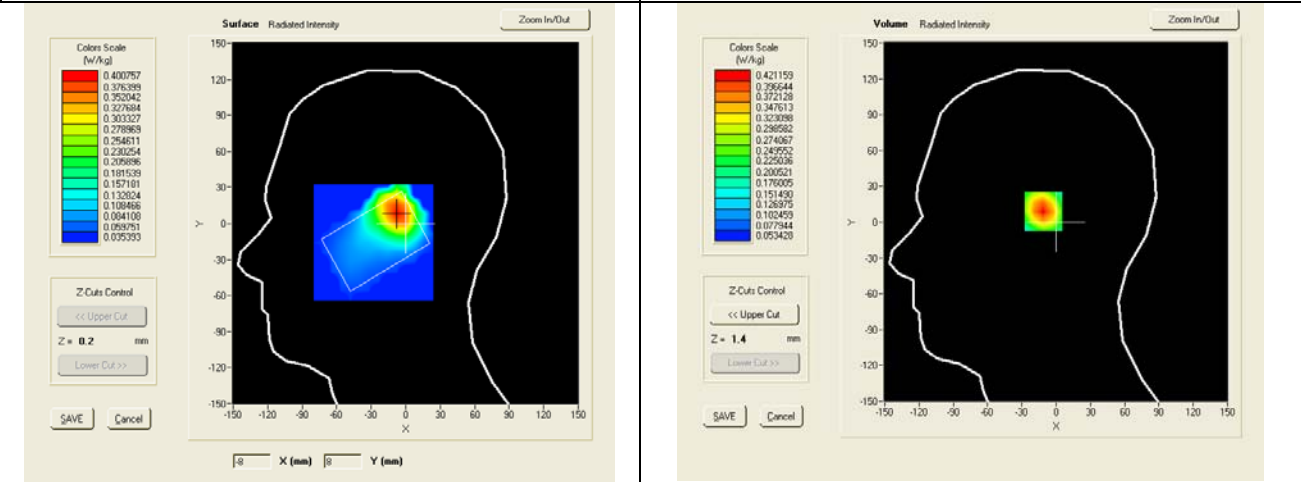 Surface Radiated Intensity
Zoom In/Out
Colors Scale
(W/kg)
0.400757
0.376399
0.352042
0.327684
0.303327
0.278969
0.254611
0.230254
0.205896
0.181539
0.157181
0.132824
0.108466
0.084108
0.059751
0.035393
Z-Cuts Control
<< Upper Cut
Z = 0.2 mm
Lower Cut >>
SAVE Cancel
150-
120-
90-
60-
30-
Y 0-
-30-
-60-
-90-
-120-
-150-
-150 -120 -90 -60 -30 0 30 60 90 120 150
X
-8 X (mm) 8 Y (mm)
Volume Radiated Intensity
Zoom In/Out
Colors Scale
(W/kg)
0.421159
0.396644
0.372128
0.347613
0.323098
0.298582
0.274067
0.249552
0.225036
0.200521
0.176005
0.151490
0.126975
0.102459
0.077944
0.053428
Z-Cuts Control
<< Upper Cut
Z = 1.4 mm
Lower Cut >>
SAVE Cancel
150-
120-
90-
60-
30-
Y 0-
-30-
-60-
-90-
-120-
-150-
-150 -120 -90 -60 -30 0 30 60 90 120 150
X